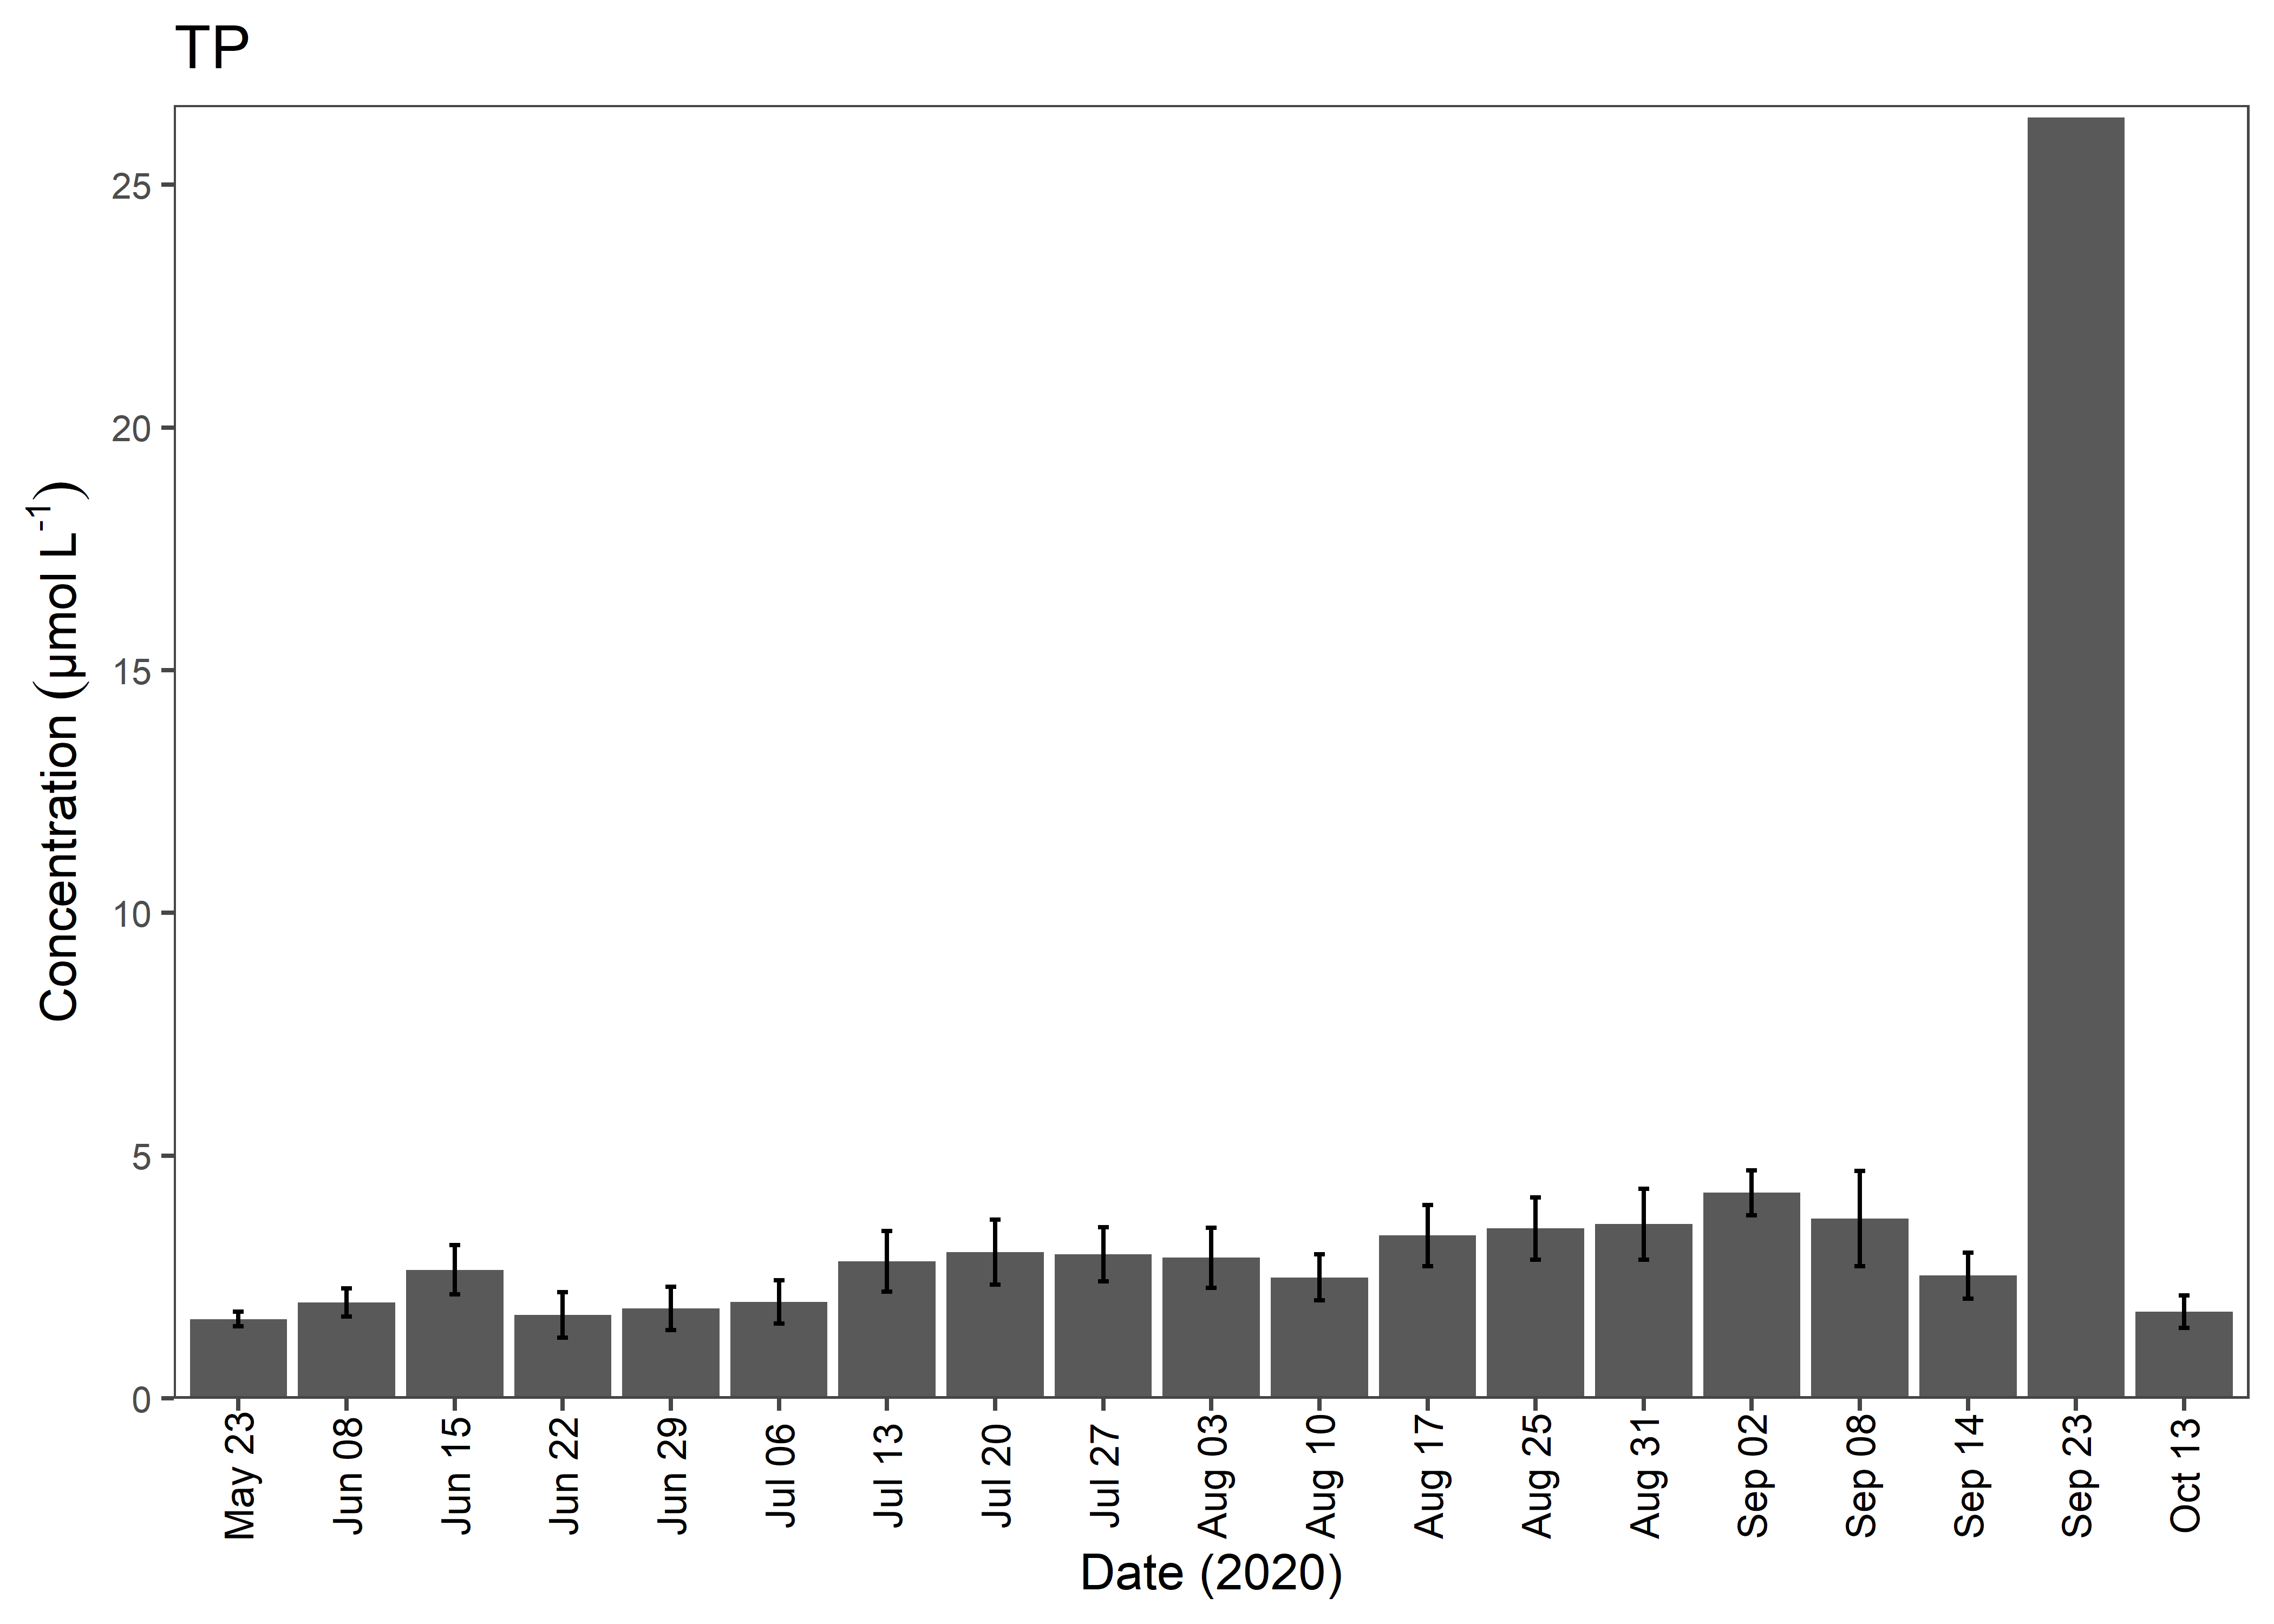 TP
Concentration (µmol L⁻¹)
25
20
15
10
5
0
May 23
Jun 08
Jun 15
Jun 22
Jun 29
Jul 06
Jul 13
Jul 20
Jul 27
Aug 03
Aug 10
Aug 17
Aug 25
Aug 31
Sep 02
Sep 08
Sep 14
Sep 23
Oct 13
Date (2020)